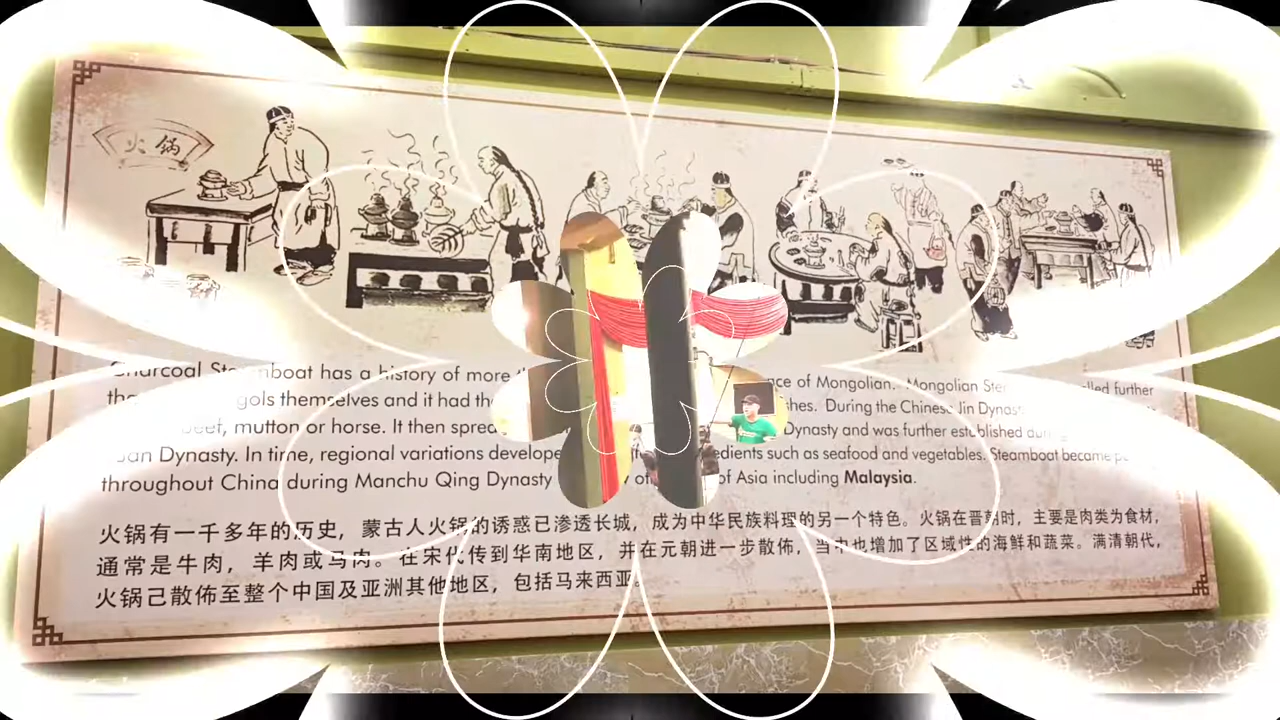 火锅
Charcoal Steamboat has a history of more nce of Mongolian. Mongolian further
gols themselves and it had the shes. During the Chinese Jin Dynas
beef, mutton or horse. It then sprea Dynasty and was further established during
Dynasty. In time, regional variations develope edients such as seafood and vegetables. Steamboat became
throughout China during Manchu Qing Dynasty of Asia including Malaysia.
火锅有一千多年的历史，蒙古人火锅的诱惑已渗透长城，成为中华民族料理的另一个特色。火锅在晋朝时，主要是肉类为食材，
通常是牛肉，羊肉或马肉。在宋代传到华南地区，并在元朝进一步散佈，当中也增加了区域性的海鲜和蔬菜。满清朝代，
火锅己散佈至整个中国及亚洲其他地区，包括马来西亚。